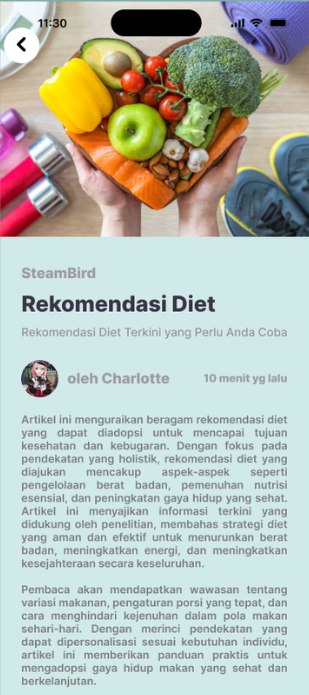 11:30
SteamBird
Rekomendasi Diet
Rekomendasi Diet Terkini yang Perlu Anda Coba
oleh Charlotte
10 menit yg lalu
Artikel ini menguraikan beragam rekomendasi diet
yang dapat diadopsi untuk mencapai tujuan
kesehatan dan kebugaran. Dengan fokus pada
pendekatan yang holistik, rekomendasi diet yang
diajukan mencakup aspek-aspek seperti
pengelolaan berat badan, pemenuhan nutrisi
esensial, dan peningkatan gaya hidup yang sehat.
Artikel ini menyajikan informasi terkini yang
didukung oleh penelitian, membahas strategi diet
yang aman dan efektif untuk menurunkan berat
badan, meningkatkan energi, dan meningkatkan
kesejahteraan secara keseluruhan.
Pembaca akan mendapatkan wawasan tentang
variasi makanan, pengaturan porsi yang tepat, dan
cara menghindari kejenuhan dalam pola makan
sehari-hari. Dengan merinci pendekatan yang
dapat dipersonalisasi sesuai kebutuhan individu,
artikel ini memberikan panduan praktis untuk
mengadopsi gaya hidup makan yang sehat dan
berkelanjutan.